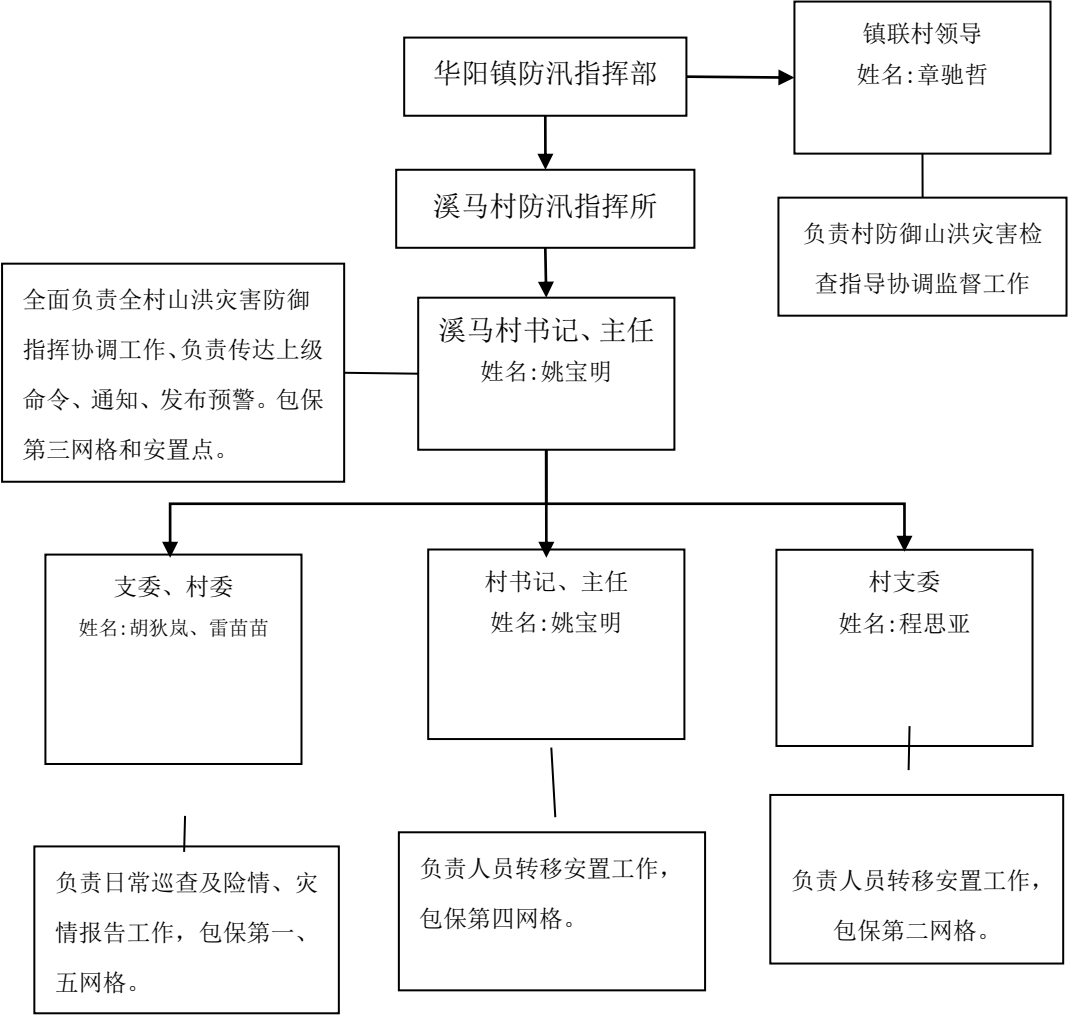 镇联村领导
姓名:章驰哲
华阳镇防汛指挥部
溪马村防汛指挥所
负责村防御山洪灾害检
查指导协调监督工作
全面负责全村山洪灾害防御
指挥协调工作、负责传达上级
命令、通知、发布预警。包保
第三网格和安置点。
溪马村书记、主任
姓名:姚宝明
支委、村委
姓名:胡狄岚、雷苗苗
村书记、主任
姓名:姚宝明
村支委
姓名:程思亚
负责日常巡查及险情、灾
情报告工作，包保第一、
五网格。
负责人员转移安置工作，
包保第四网格。
负责人员转移安置工作，
包保第二网格。